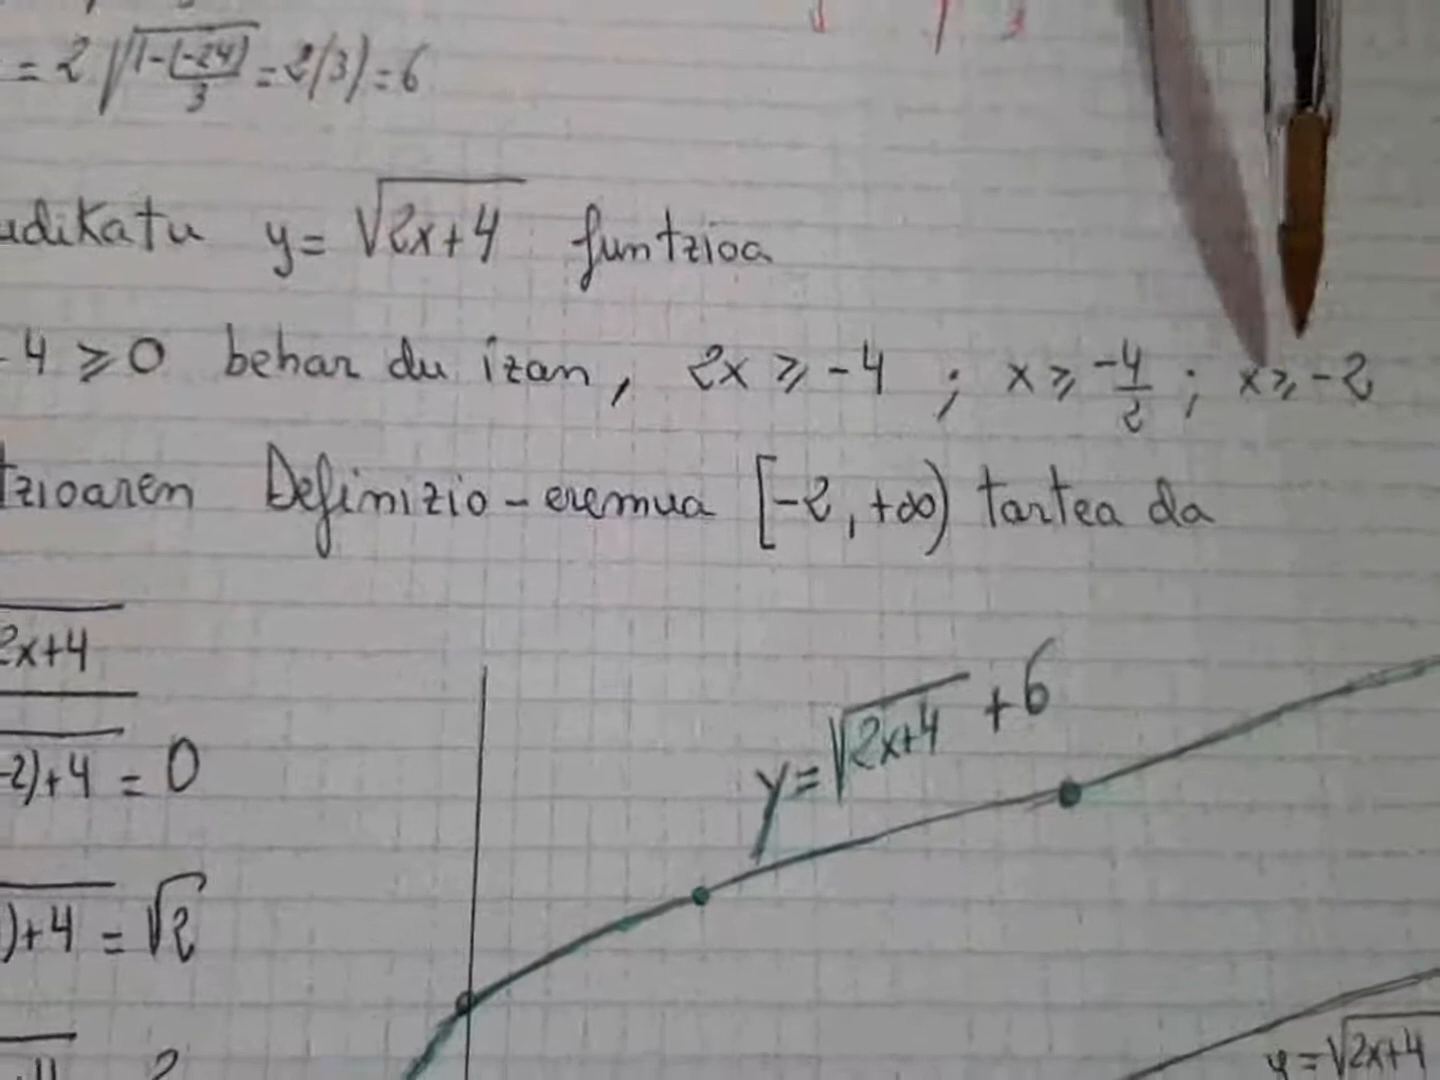 = 2 √(1-(-24)/3) = 2(3) = 6
udikatu y = √(2x+4) funtzioa
4 ⩾ 0 behar du izan, 2x ⩾ -4 ; x ⩾ -4/2 ; x ⩾ -2
tzioaren Definizio-eremua [-2, +∞) tartea da
2x+4
-2)+4 = 0
)+4 = √2
y = √(2x+4) + 6
y = √(2x+4)